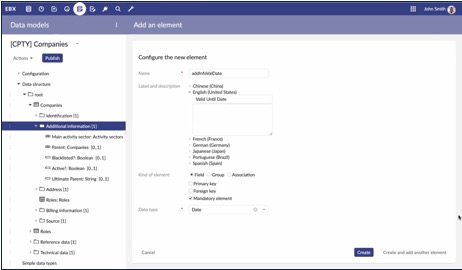 EBX
John Smith
Data models
Add an element
[CPTY] Companies
Actions
Publish
Configuration
Data structure
root
Companies
Identification [1]
Additional information [1]
Main activity sector: Activity sectors
Parent: Companies [0..1]
Blacklisted?: Boolean [0..1]
Active?: Boolean [0..1]
Ultimate Parent: String [0..1]
Address [1]
Roles: Roles
Billing information [1]
Source [1]
Roles
Reference data [1]
Technical data [1]
Simple data types
Configure the new element
Name
Label and description
Chinese (China)
English (United States)
Valid Until Date
French (France)
German (Germany)
Japanese (Japan)
Portuguese (Brazil)
Spanish (Spain)
Kind of element
Field
Group
Association
Primary key
Foreign key
Mandatory element
Data type
Date
Cancel
Create
Create and add another element